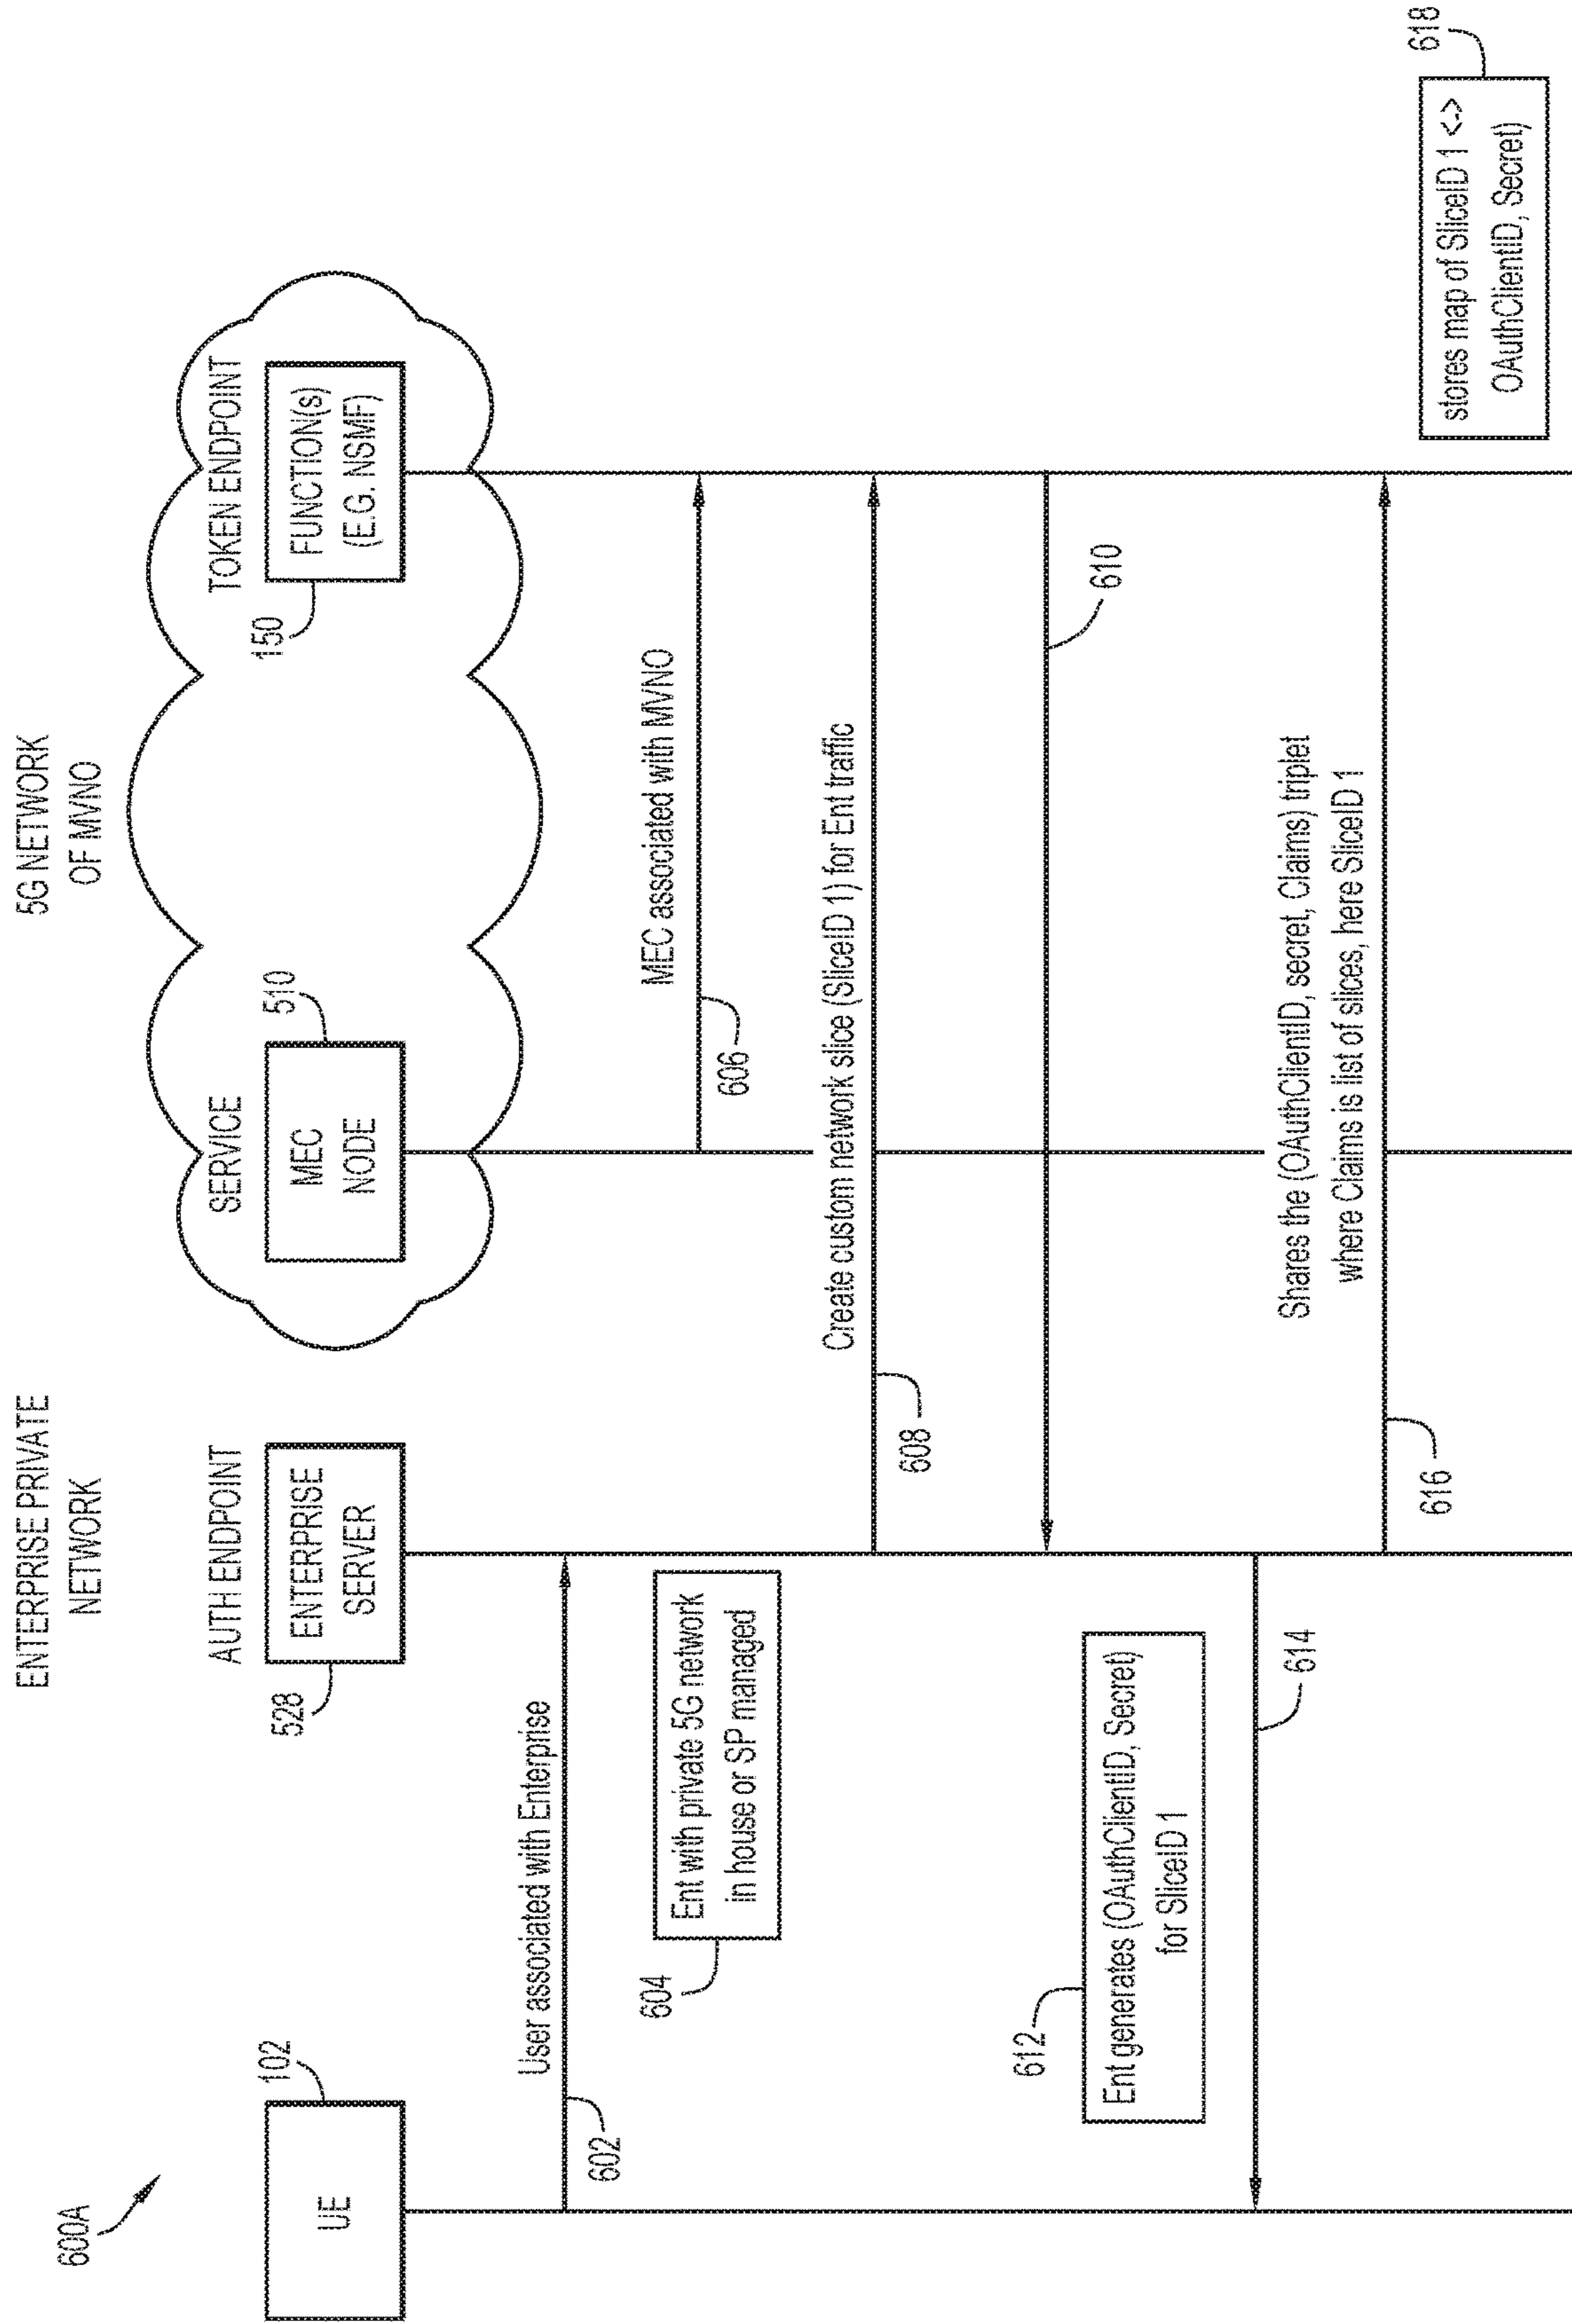 600A
ENTERPRISE PRIVATE
NETWORK
5G NETWORK
OF MVNO
AUTH ENDPOINT
SERVICE
TOKEN ENDPOINT
UE
102
ENTERPRISE
SERVER
528
MEC
NODE
510
FUNCTION(s)
(E.G. NSMF)
150
User associated with Enterprise
602
Ent with private 5G network
in house or SP managed
604
MEC associated with MVNO
606
Create custom network slice (SliceID 1) for Ent traffic
608
610
Ent generates (OAuthClientID, Secret)
for SliceID1
612
614
Shares the (OAuthClientID, secret, Claims) triplet
where Claims is list of slices, here SliceID 1
616
stores map of SliceID 1 <->
OAuthClientID, Secret)
618